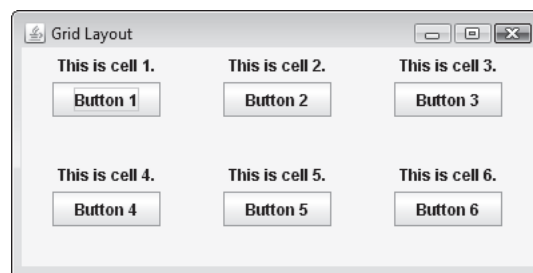 Grid Layout
This is cell 1. This is cell 2. This is cell 3.
Button 1 Button 2 Button 3
This is cell 4. This is cell 5. This is cell 6.
Button 4 Button 5 Button 6